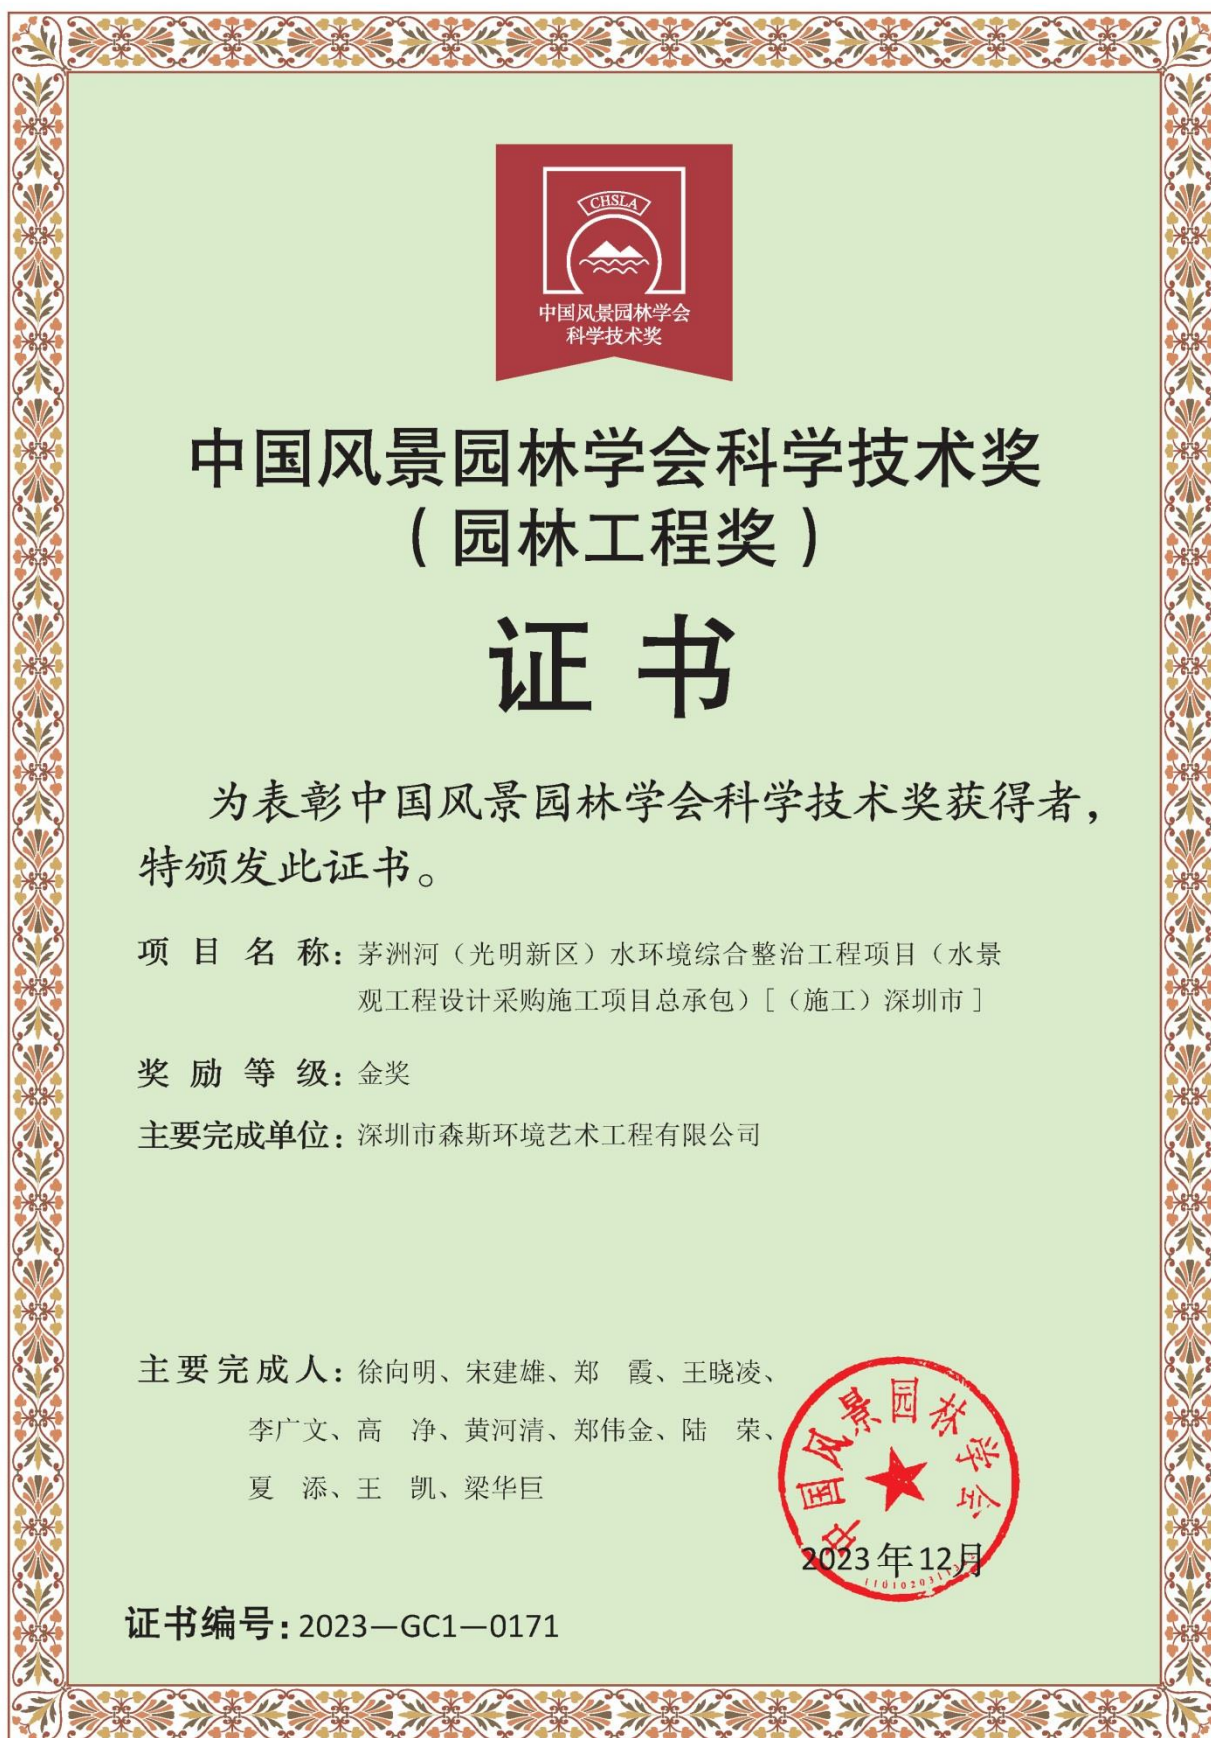 CHSLA
中国风景园林学会
科学技术奖
中国风景园林学会科学技术奖
（园林工程奖）
证书
为表彰中国风景园林学会科学技术奖获得者，
特颁发此证书。
项目名称：茅洲河（光明新区）水环境综合整治工程项目（水景
观工程设计采购施工项目总承包）[（施工）深圳市]
奖励等级：金奖
主要完成单位：深圳市森斯环境艺术工程有限公司
主要完成人：徐向明、宋建雄、郑　霞、王晓凌、
李广文、高　净、黄河清、郑伟金、陆　荣、
夏　添、王　凯、梁华巨
中国风景园林学会
2023年12月
证书编号：2023—GC1—0171